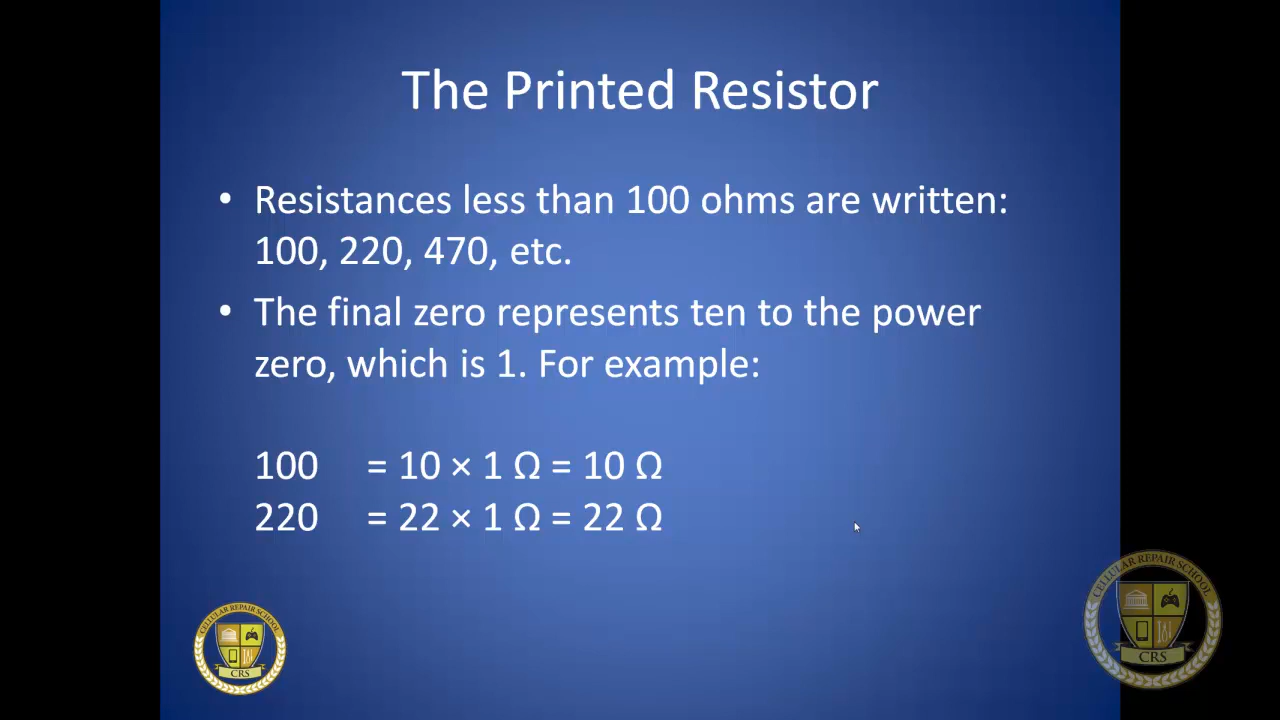 The Printed Resistor
• Resistances less than 100 ohms are written:
100, 220, 470, etc.
• The final zero represents ten to the power
zero, which is 1. For example:
100 = 10 × 1 Ω = 10 Ω
220 = 22 × 1 Ω = 22 Ω
CELLULAR REPAIR SCHOOL
CRS
CELLULAR REPAIR SCHOOL
CRS